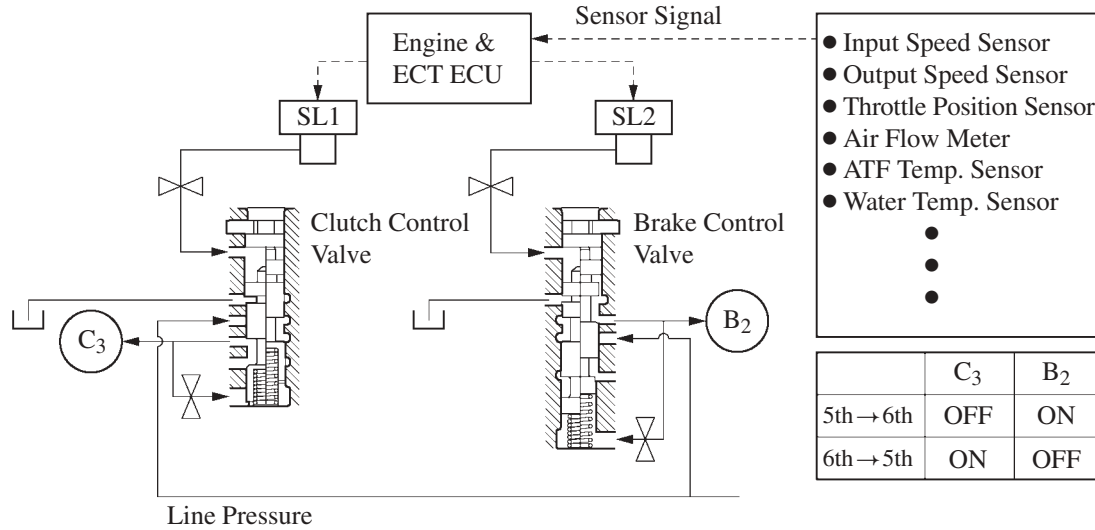 Sensor Signal
Engine &
ECT ECU
● Input Speed Sensor
● Output Speed Sensor
● Throttle Position Sensor
● Air Flow Meter
● ATF Temp. Sensor
● Water Temp. Sensor
SL1
SL2
Clutch Control
Valve
Brake Control
Valve
C3
B2
C3 B2
5th→6th OFF ON
6th→5th ON OFF
Line Pressure